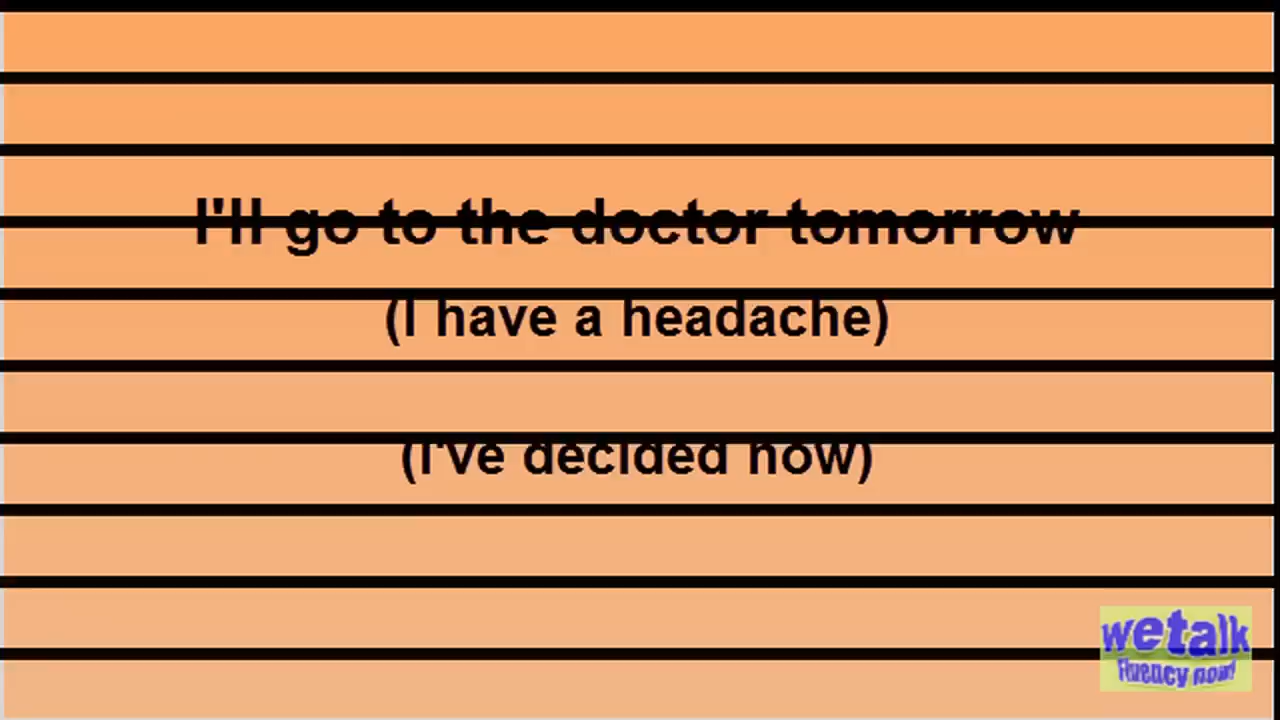 I'll go to the doctor tomorrow
(I have a headache)
(I've decided now)
wetalk
Fluency now!